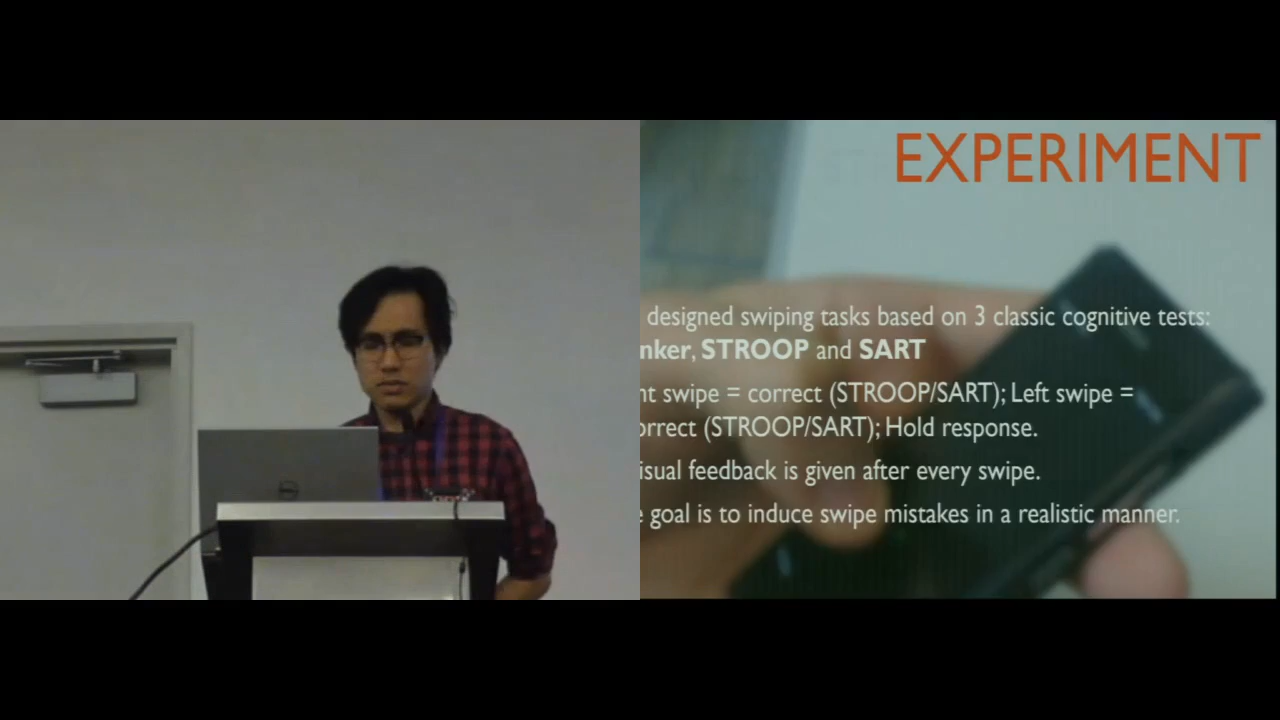 EXPERIMENT
designed swiping tasks based on 3 classic cognitive tests:
nker, STROOP and SART
nt swipe = correct (STROOP/SART); Left swipe =
orrect (STROOP/SART); Hold response.
isual feedback is given after every swipe.
e goal is to induce swipe mistakes in a realistic manner.
DELL